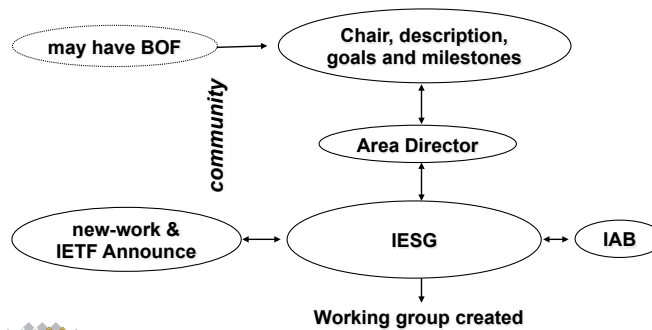 may have BOF
Chair, description,
goals and milestones
community
Area Director
new-work &
IETF Announce
IESG
IAB
Working group created